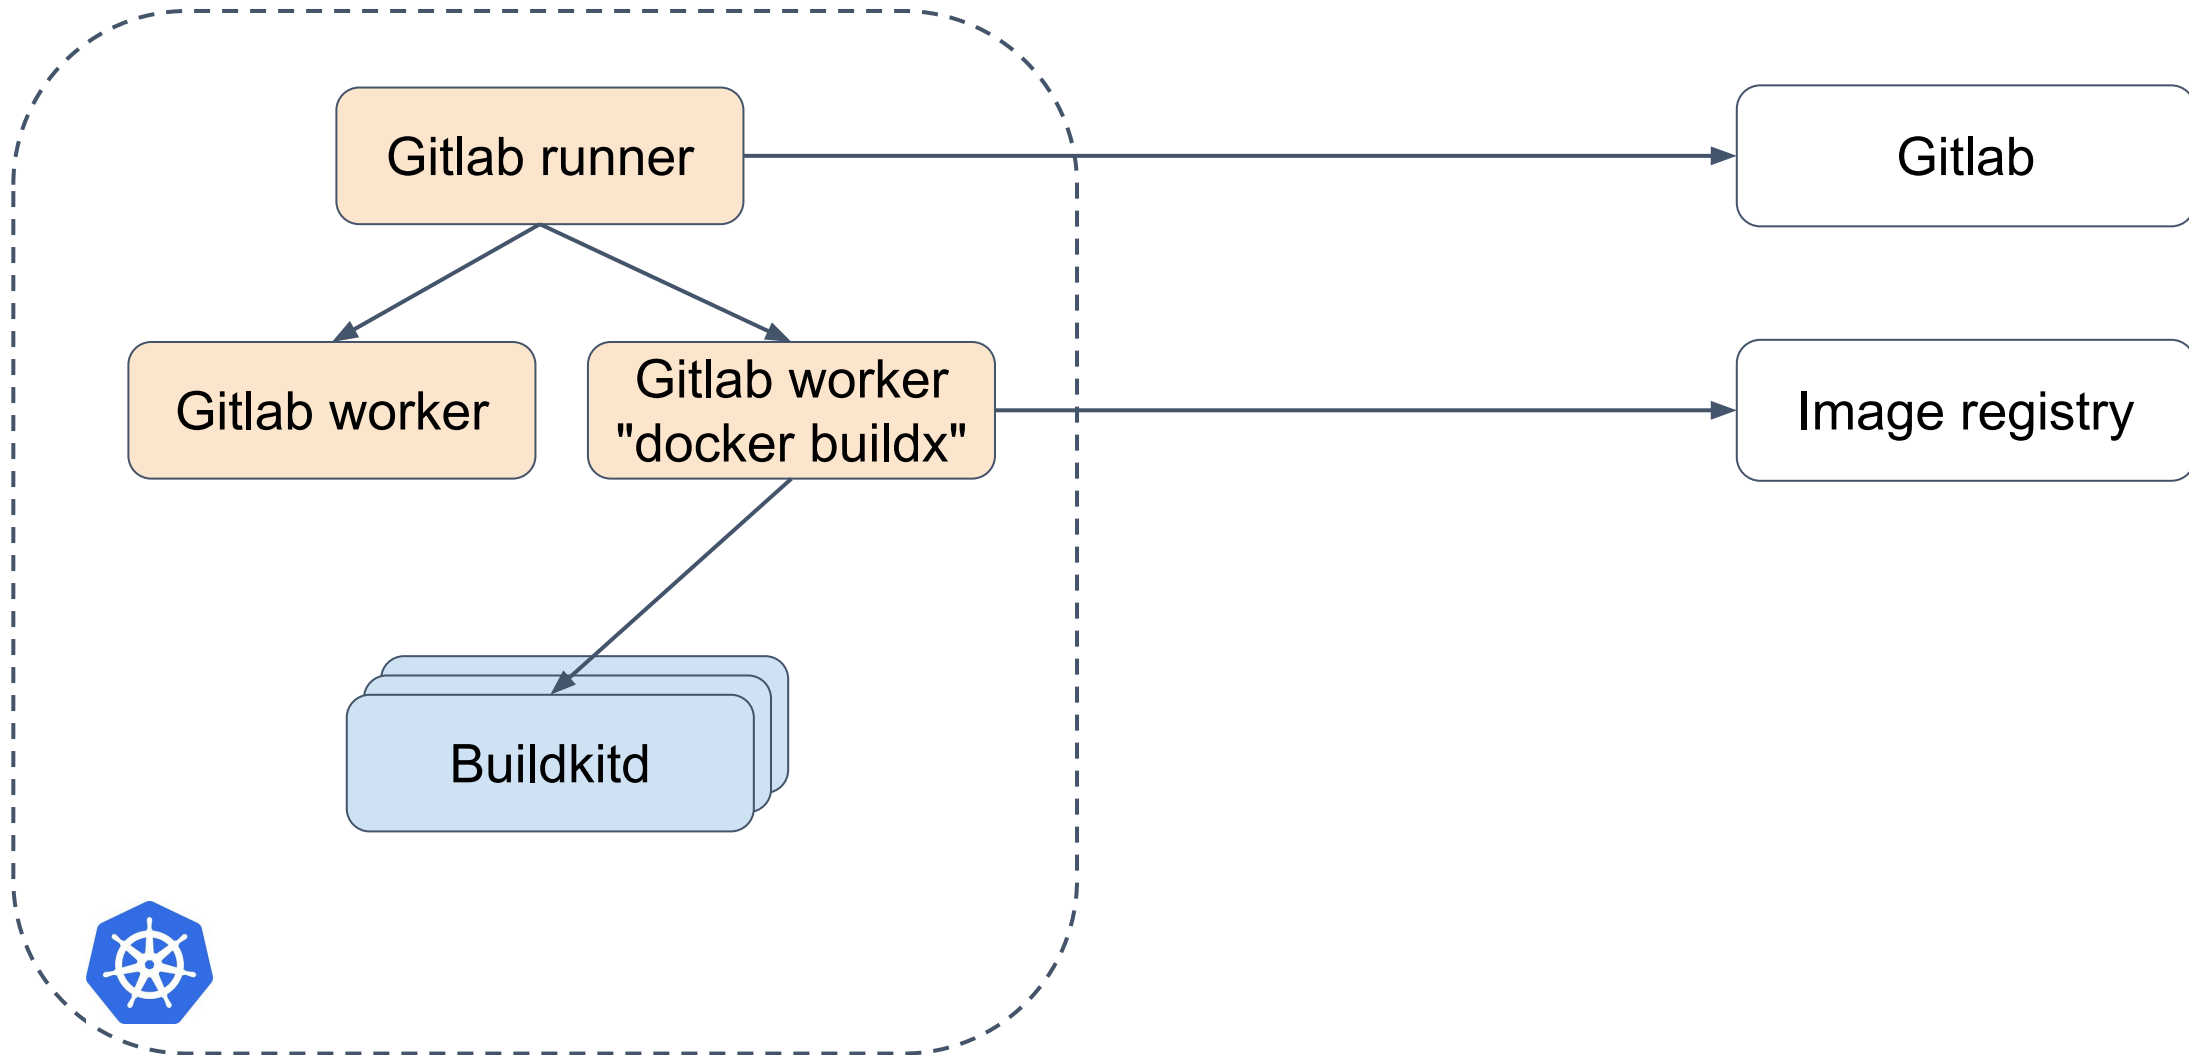 Gitlab runner
Gitlab
Gitlab worker
Gitlab worker
"docker buildx"
Image registry
Buildkitd